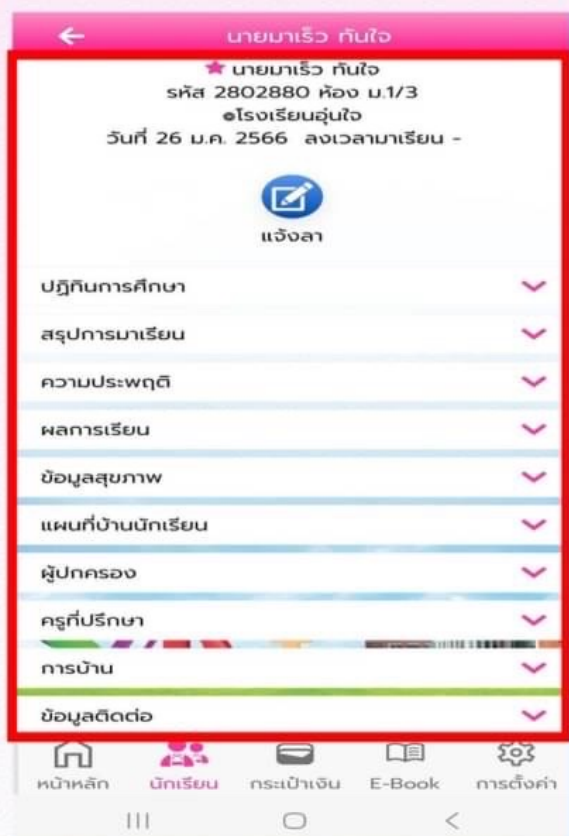 นายมาเร็ว ทันใจ
นายมาเร็ว ทันใจ
รหัส 2802880 ห้อง ม.1/3
โรงเรียนอุ่นใจ
วันที่ 26 ม.ค. 2566 ลงเวลามาเรียน -
แจ้งลา
ปฏิทินการศึกษา
สรุปการมาเรียน
ความประพฤติ
ผลการเรียน
ข้อมูลสุขภาพ
แผนที่บ้านนักเรียน
ผู้ปกครอง
ครูที่ปรึกษา
การบ้าน
ข้อมูลติดต่อ
หน้าหลัก นักเรียน กระเป๋าเงิน E-Book การตั้งค่า